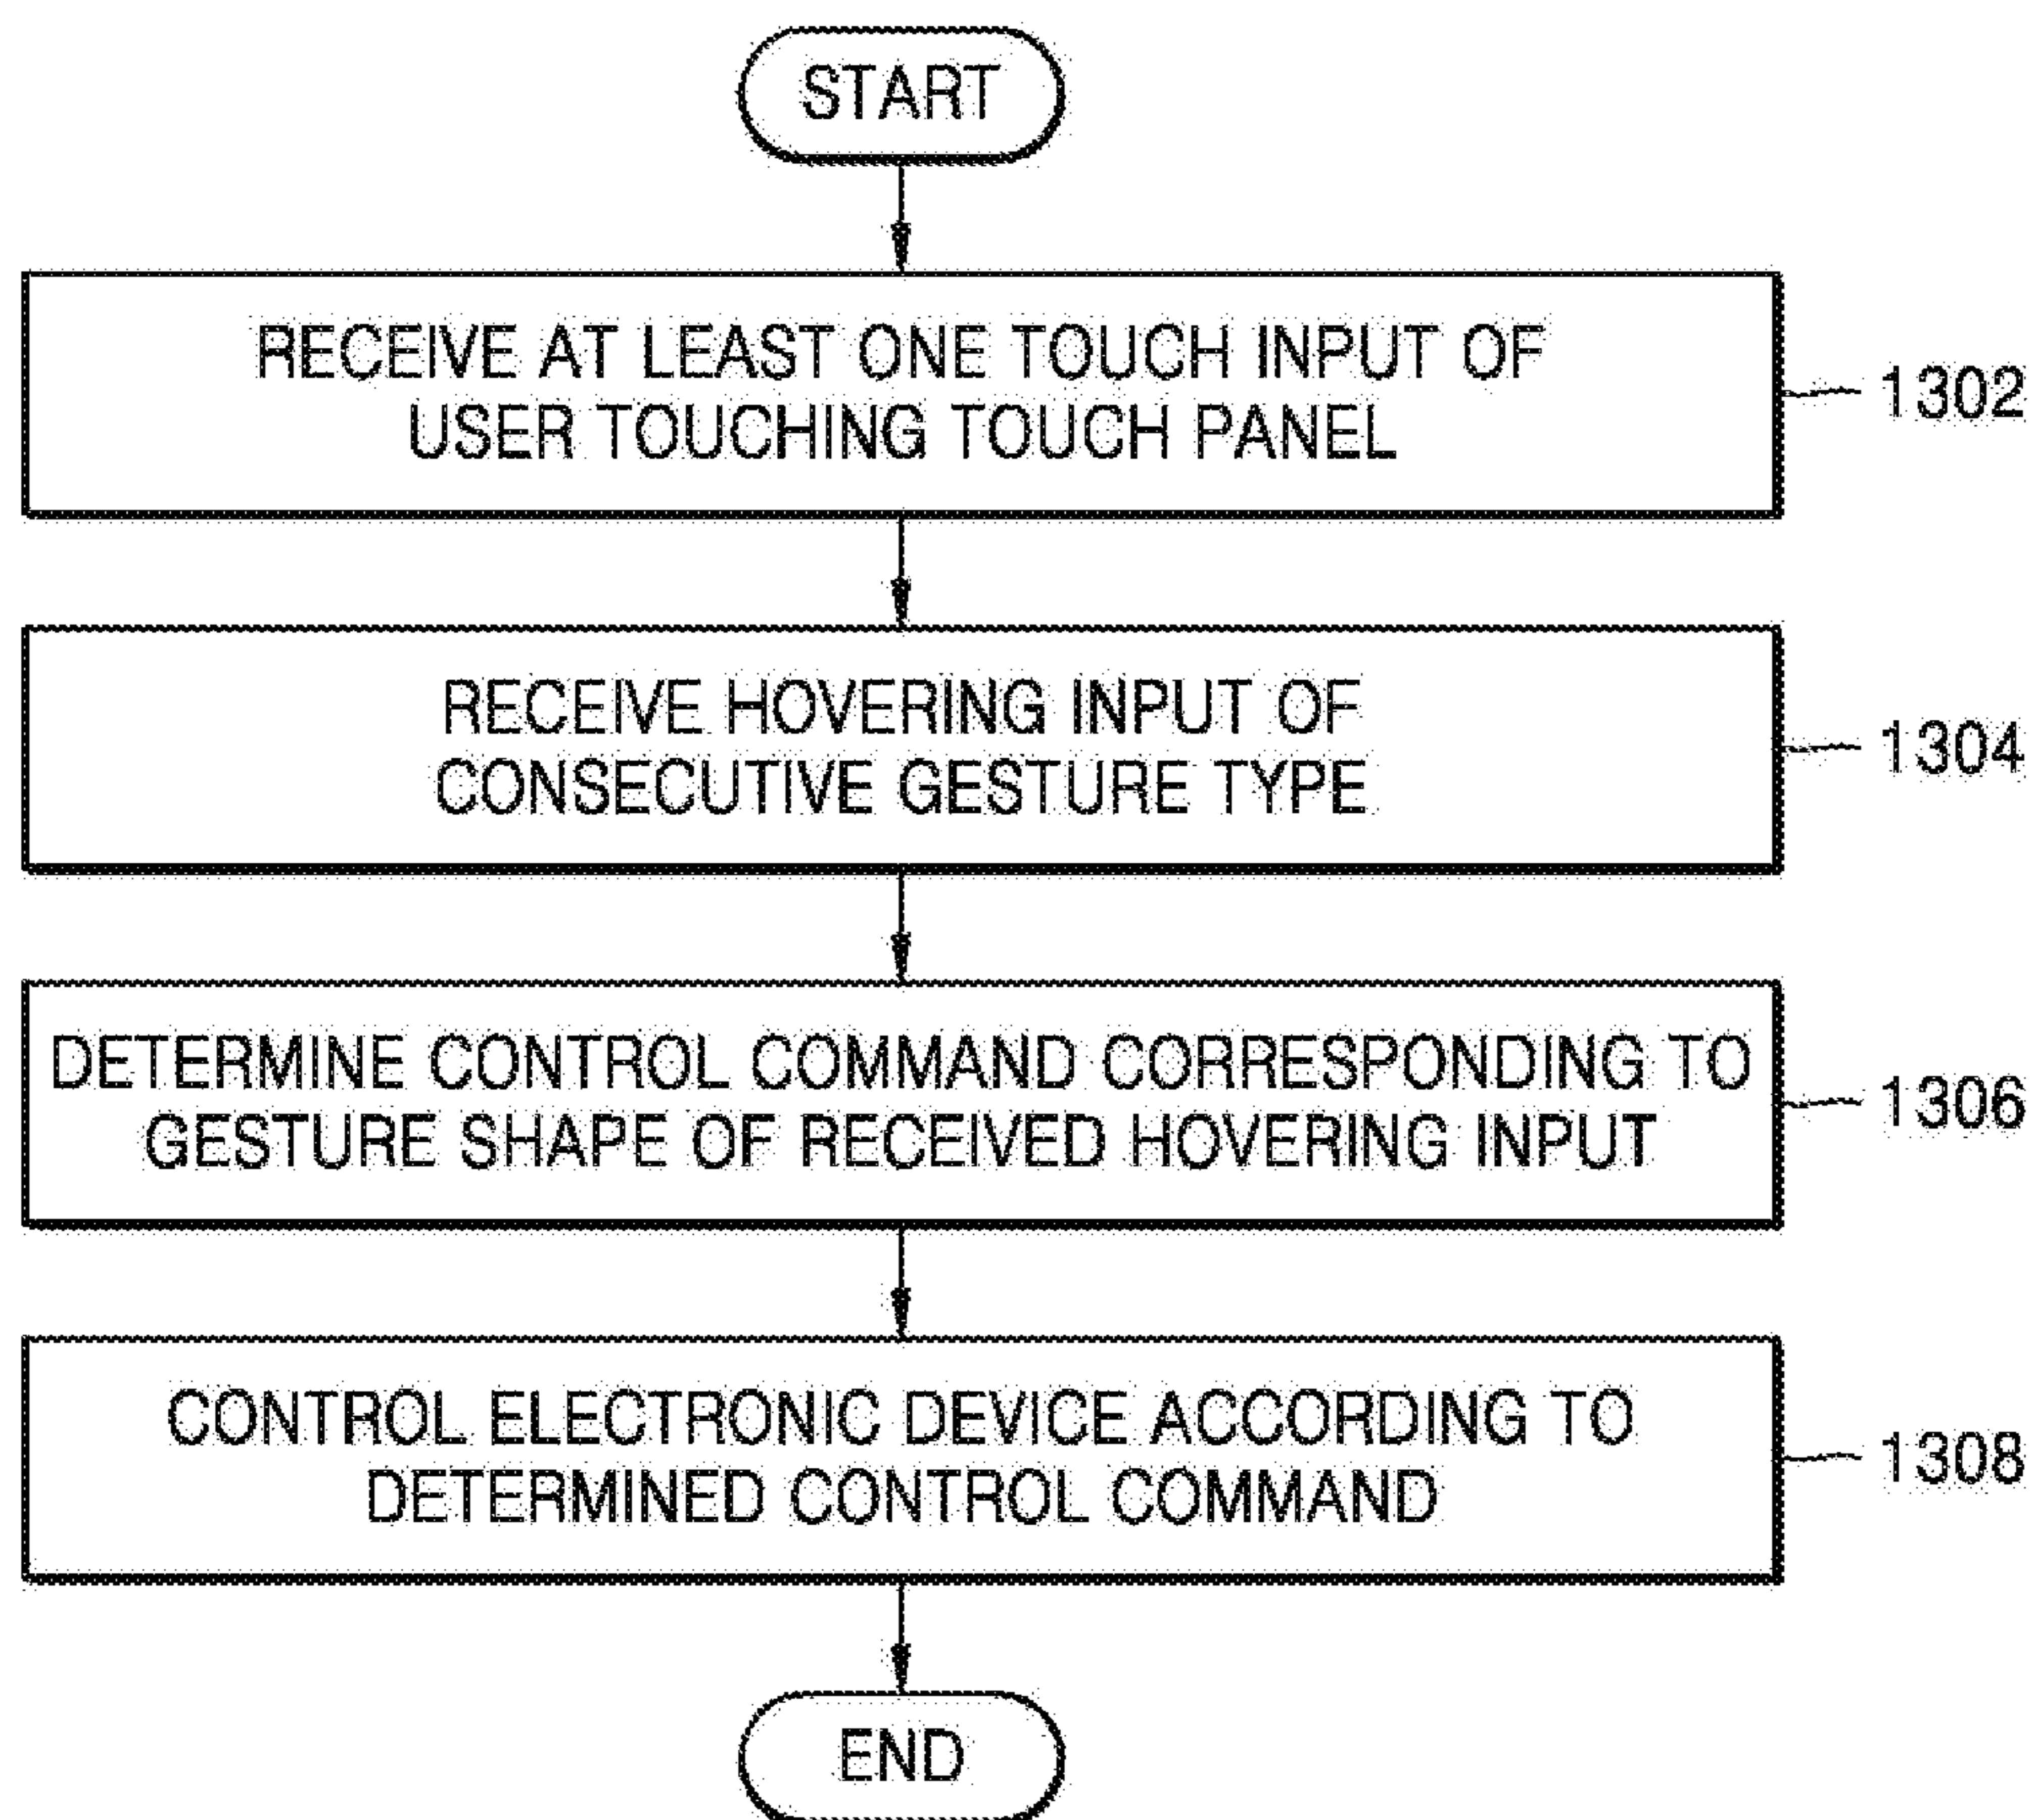 START
RECEIVE AT LEAST ONE TOUCH INPUT OF
USER TOUCHING TOUCH PANEL
1302
RECEIVE HOVERING INPUT OF
CONSECUTIVE GESTURE TYPE
1304
DETERMINE CONTROL COMMAND CORRESPONDING TO
GESTURE SHAPE OF RECEIVED HOVERING INPUT
1306
CONTROL ELECTRONIC DEVICE ACCORDING TO
DETERMINED CONTROL COMMAND
1308
END